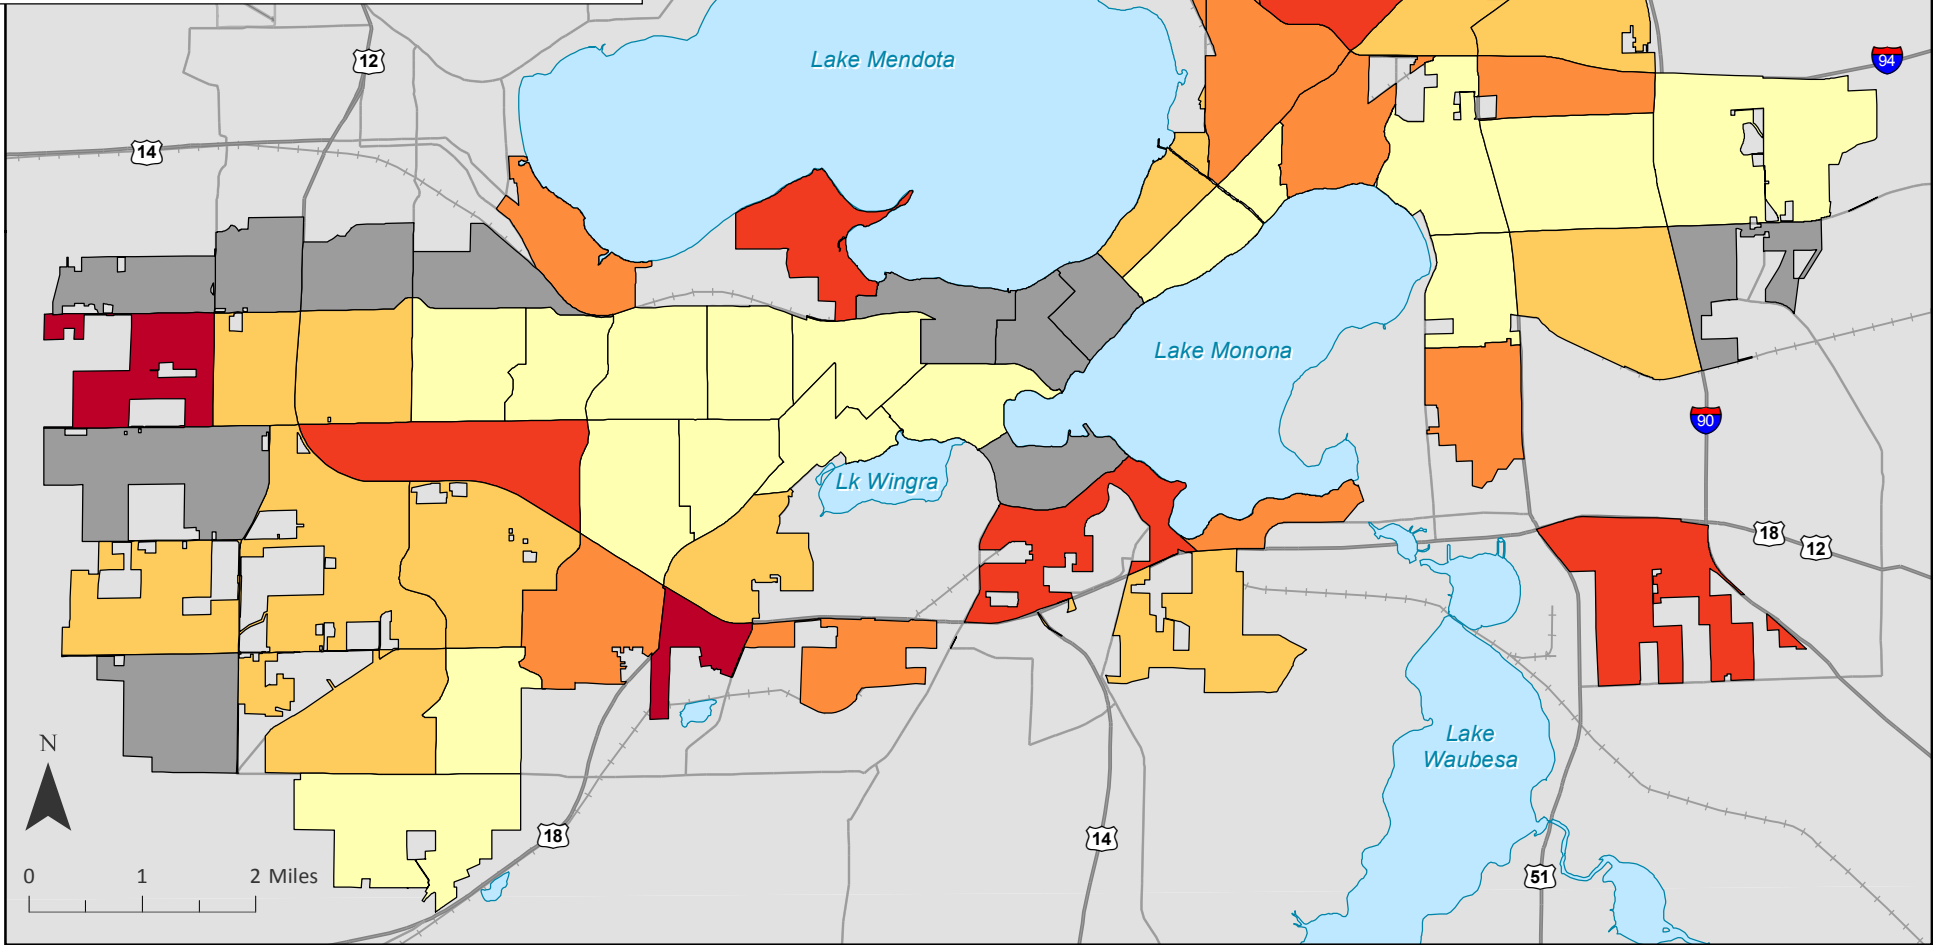 Lake Mendota
12
94
14
Lake Monona
90
Lk Wingra
18
12
Lake
Waubesa
N
18
14
51
0 1 2 Miles